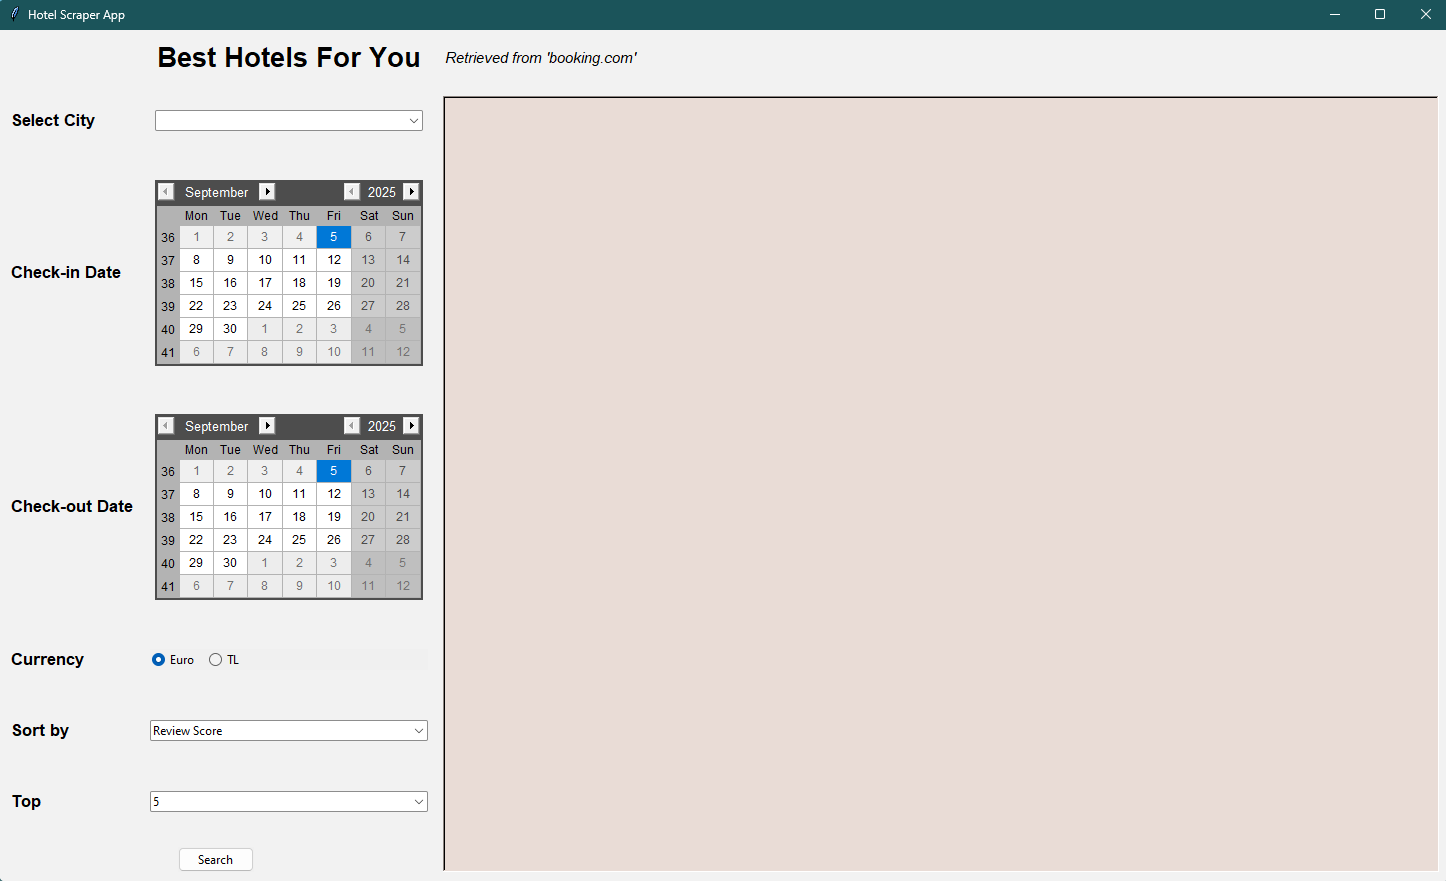 Hotel Scraper App
Best Hotels For You
Retrieved from 'booking.com'
Select City
September 2025
Mon Tue Wed Thu Fri Sat Sun
36 1 2 3 4 5 6 7
37 8 9 10 11 12 13 14
Check-in Date
38 15 16 17 18 19 20 21
39 22 23 24 25 26 27 28
40 29 30 1 2 3 4 5
41 6 7 8 9 10 11 12
September 2025
Mon Tue Wed Thu Fri Sat Sun
36 1 2 3 4 5 6 7
37 8 9 10 11 12 13 14
Check-out Date
38 15 16 17 18 19 20 21
39 22 23 24 25 26 27 28
40 29 30 1 2 3 4 5
41 6 7 8 9 10 11 12
Currency
Euro TL
Sort by
Review Score
Top
5
Search